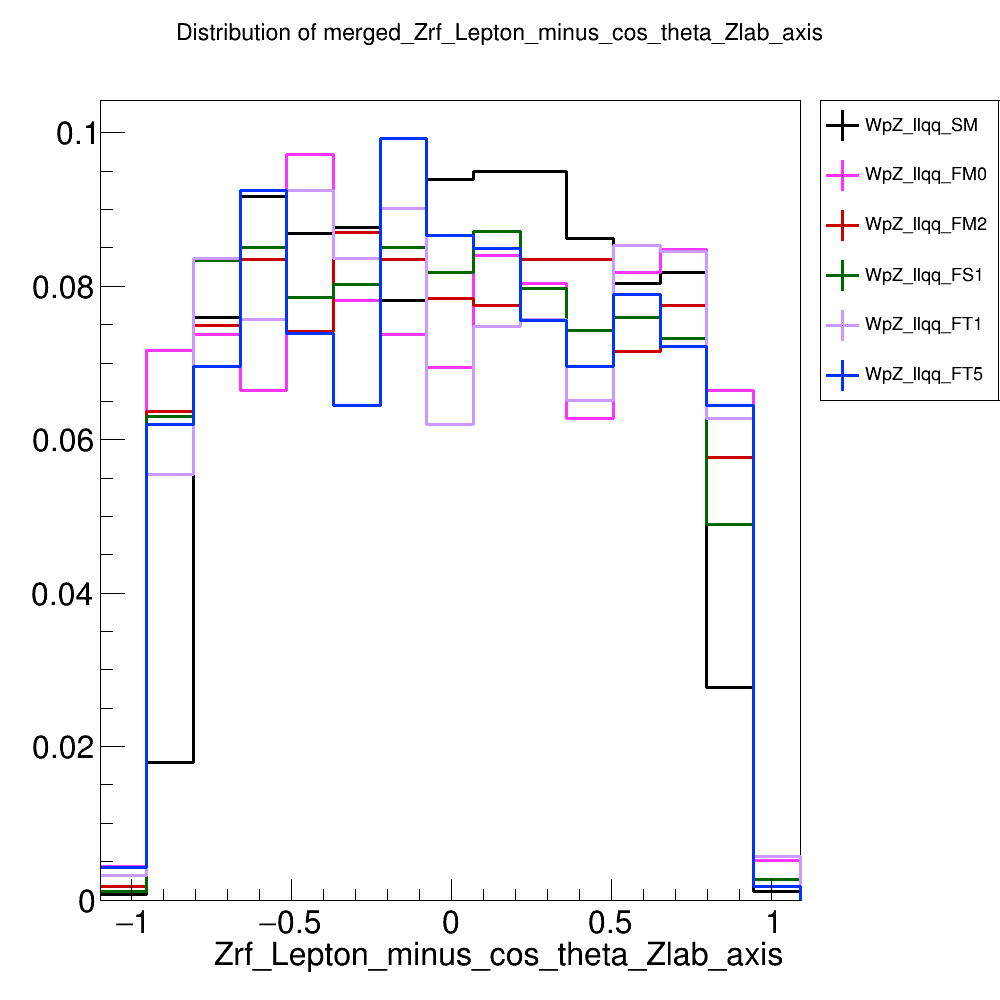 Distribution of merged_Zrf_Lepton_minus_cos_theta_Zlab_axis
WpZ_llqq_SM
WpZ_llqq_FM0
WpZ_llqq_FM2
WpZ_llqq_FS1
WpZ_llqq_FT1
WpZ_llqq_FT5
0.1
0.08
0.06
0.04
0.02
0
−1 −0.5 0 0.5 1
Zrf_Lepton_minus_cos_theta_Zlab_axis